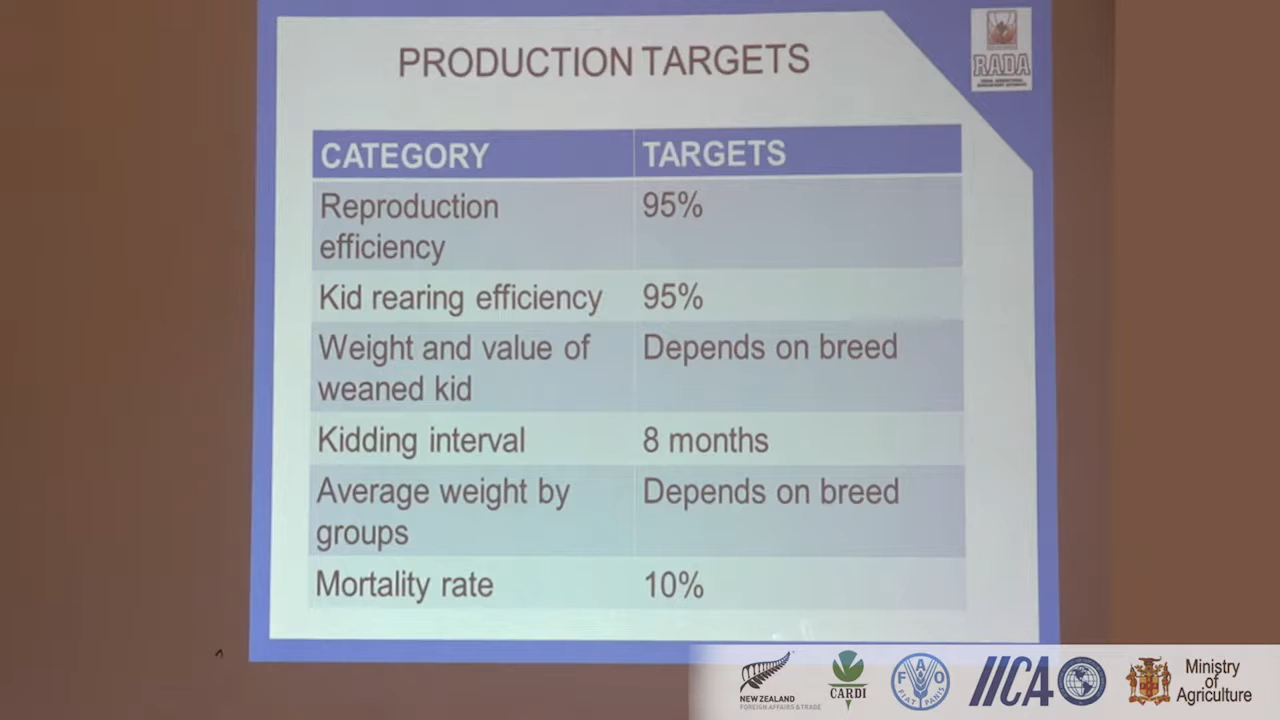 PRODUCTION TARGETS
RADA
CATEGORY TARGETS
Reproduction efficiency 95%
Kid rearing efficiency 95%
Weight and value of weaned kid Depends on breed
Kidding interval 8 months
Average weight by groups Depends on breed
Mortality rate 10%
NEW ZEALAND
FOREIGN AFFAIRS & TRADE
CARDI
FAO
FIAT PANIS
IICA
Ministry
of
Agriculture